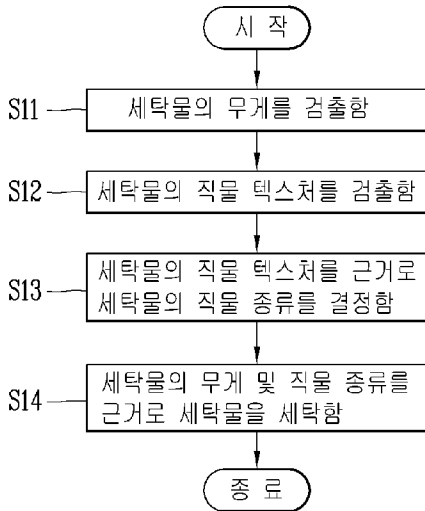 시 작
S11
세탁물의 무게를 검출함
S12
세탁물의 직물 텍스처를 검출함
S13
세탁물의 직물 텍스처를 근거로
세탁물의 직물 종류를 결정함
S14
세탁물의 무게 및 직물 종류를
근거로 세탁물을 세탁함
종 료